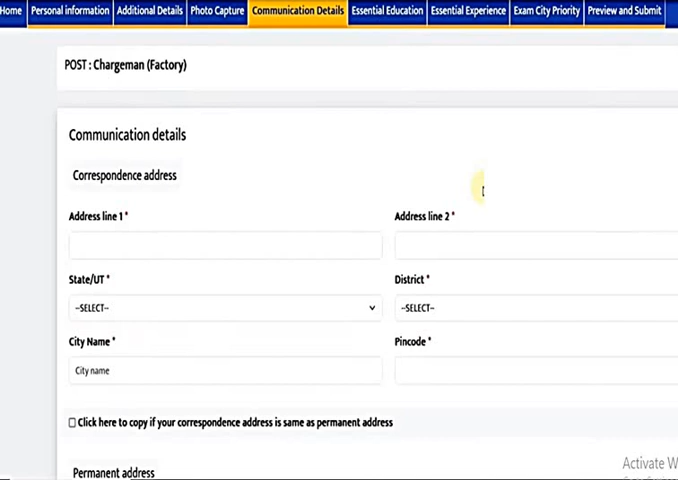 Home Personal information Additional Details Photo Capture Communication Details Essential Education Essential Experience Exam City Priority Preview and Submit
POST : Chargeman (Factory)
Communication details
Correspondence address
Address line 1 * Address line 2 *
State/UT * District *
--SELECT-- --SELECT--
City Name * Pincode *
City name
Click here to copy if your correspondence address is same as permanent address
Activate W
Permanent address